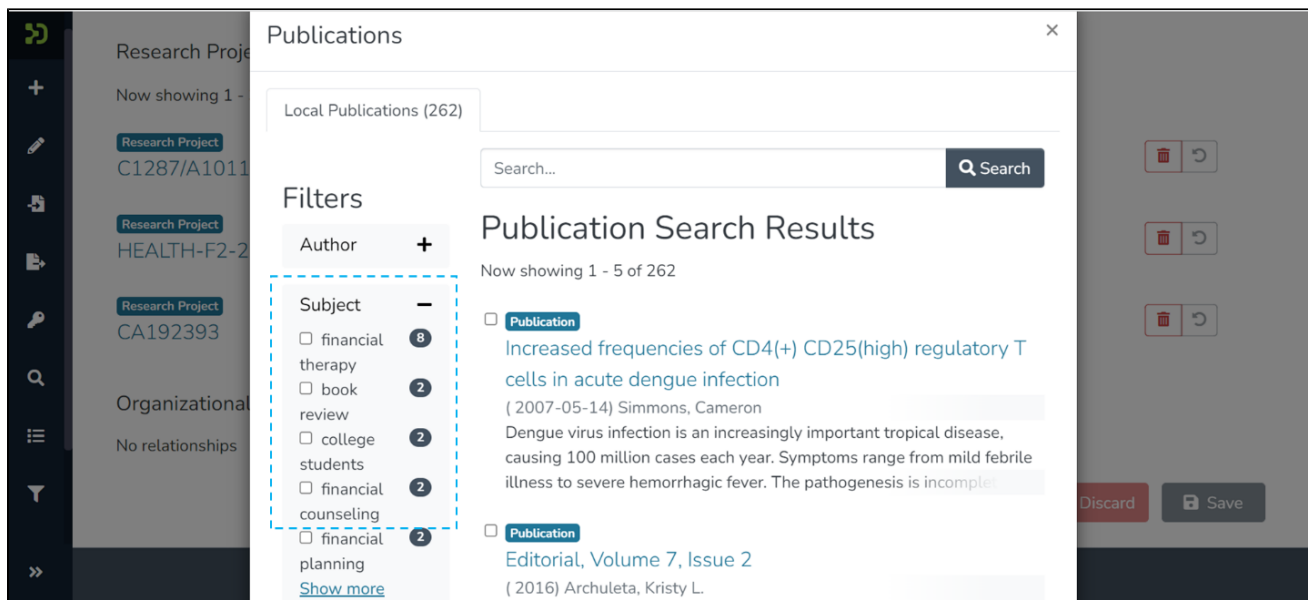 Research Proje
Now showing 1 -
Research Project
C1287/A1011
Research Project
HEALTH-F2-2
Research Project
CA192393
Organizational
No relationships
Publications
×
Local Publications (262)
Search...
Search
Filters
Author
Subject
financial therapy 8
book review 2
college students 2
financial counseling 2
financial planning 2
Show more
Publication Search Results
Now showing 1 - 5 of 262
Publication
Increased frequencies of CD4(+) CD25(high) regulatory T
cells in acute dengue infection
( 2007-05-14) Simmons, Cameron
Dengue virus infection is an increasingly important tropical disease,
causing 100 million cases each year. Symptoms range from mild febrile
illness to severe hemorrhagic fever. The pathogenesis is incomplet
Publication
Editorial, Volume 7, Issue 2
( 2016) Archuleta, Kristy L.
Discard
Save